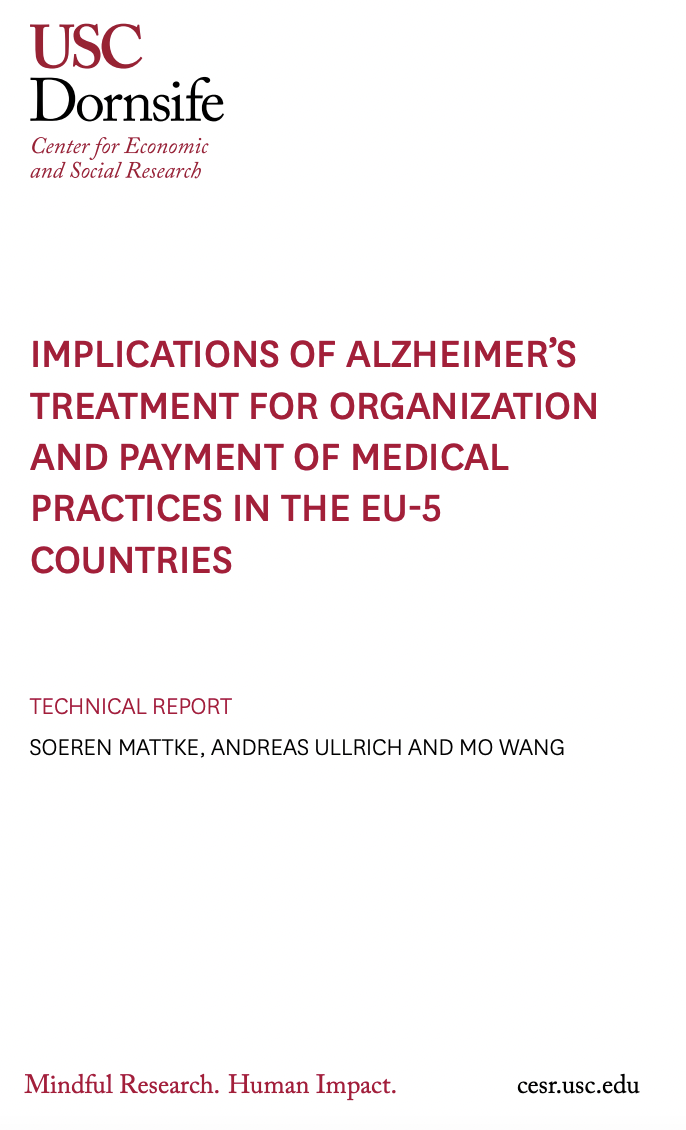 USC
Dornsife
Center for Economic
and Social Research
IMPLICATIONS OF ALZHEIMER’S
TREATMENT FOR ORGANIZATION
AND PAYMENT OF MEDICAL
PRACTICES IN THE EU-5
COUNTRIES
TECHNICAL REPORT
SOEREN MATTKE, ANDREAS ULLRICH AND MO WANG
Mindful Research. Human Impact.
cesr.usc.edu